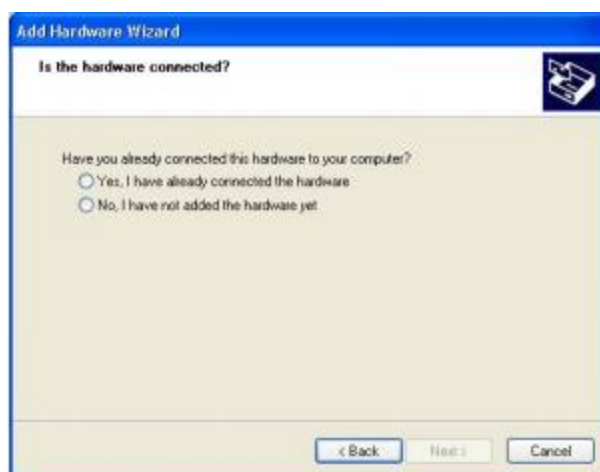 Add Hardware Wizard
Is the hardware connected?
Have you already connected this hardware to your computer?
Yes, I have already connected the hardware
No, I have not added the hardware yet
< Back
Next >
Cancel